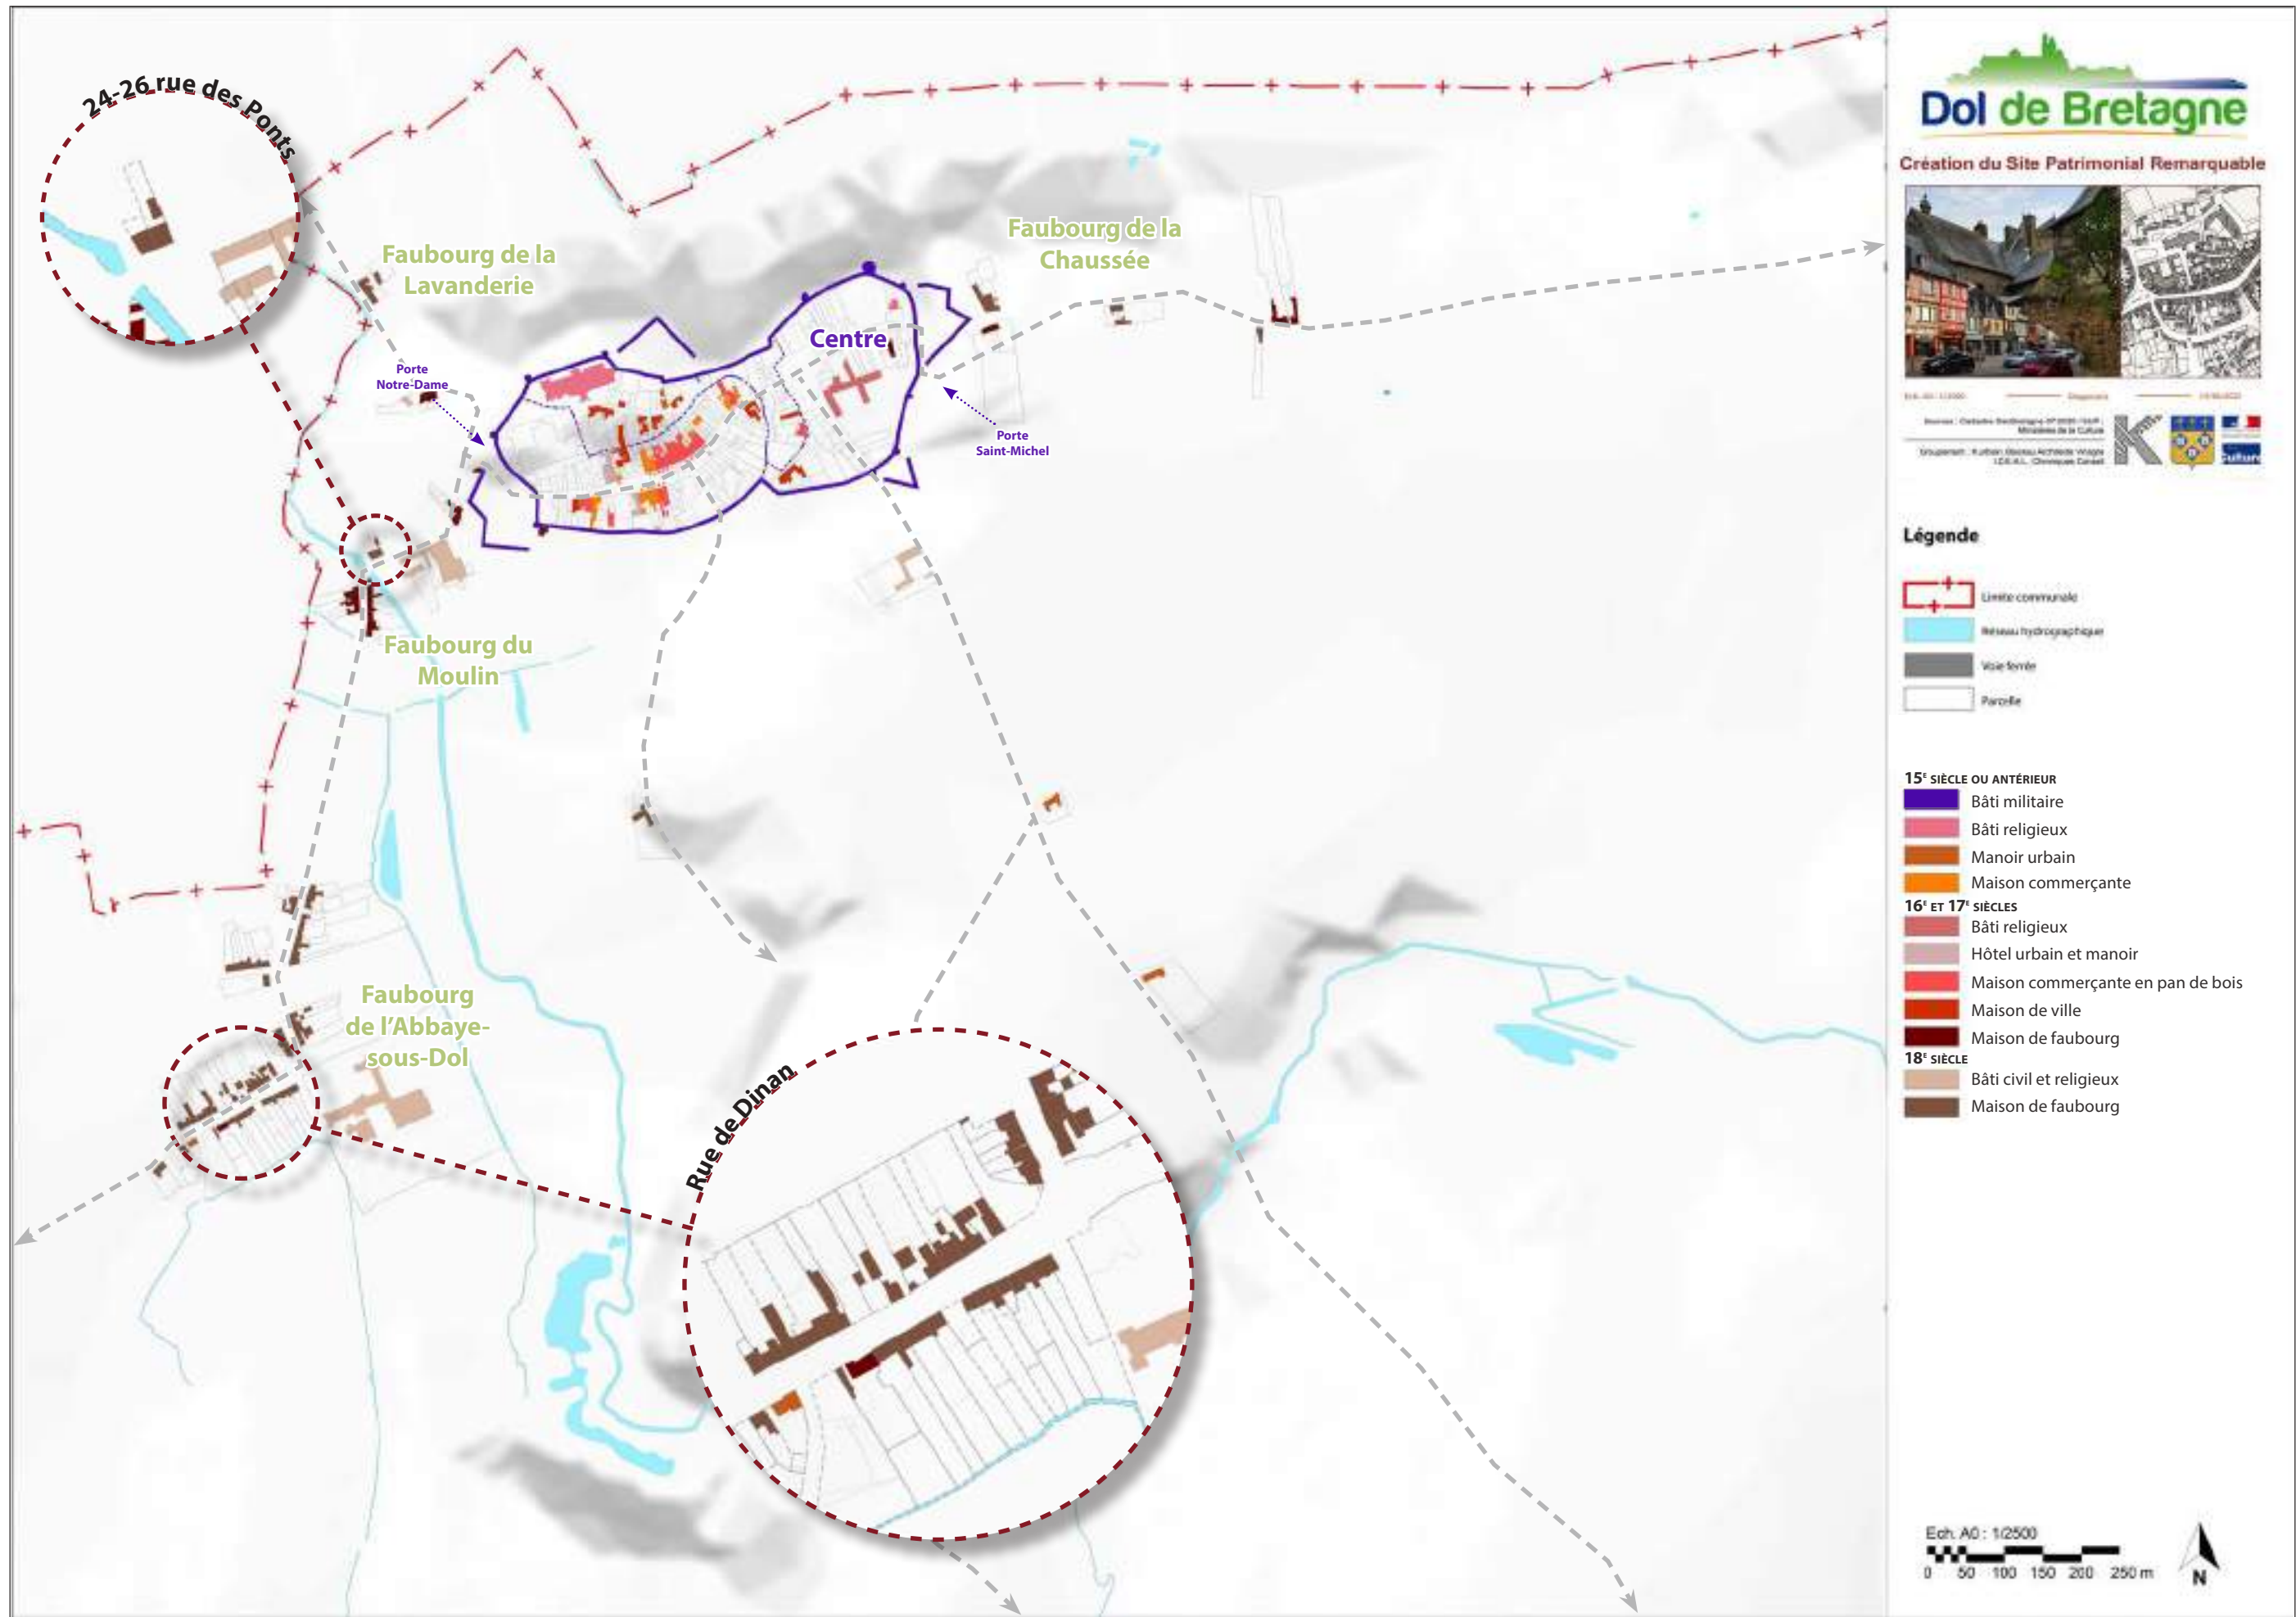 24-26 rue des Ponts
Faubourg de la
Lavanderie
Faubourg de la
Chaussée
Centre
Porte
Notre-Dame
Porte
Saint-Michel
Faubourg du
Moulin
Faubourg
de l'Abbaye-
sous-Dol
Rue de Dinan
Dol de Bretagne
Création du Site Patrimonial Remarquable
Légende
Limite communale
Réseau hydrographique
Voie ferrée
Parcelle
15E SIÈCLE OU ANTÉRIEUR
Bâti militaire
Bâti religieux
Manoir urbain
Maison commerçante
16E ET 17E SIÈCLES
Bâti religieux
Hôtel urbain et manoir
Maison commerçante en pan de bois
Maison de ville
Maison de faubourg
18E SIÈCLE
Bâti civil et religieux
Maison de faubourg
Ech. A0 : 1/2500
0 50 100 150 200 250 m
N